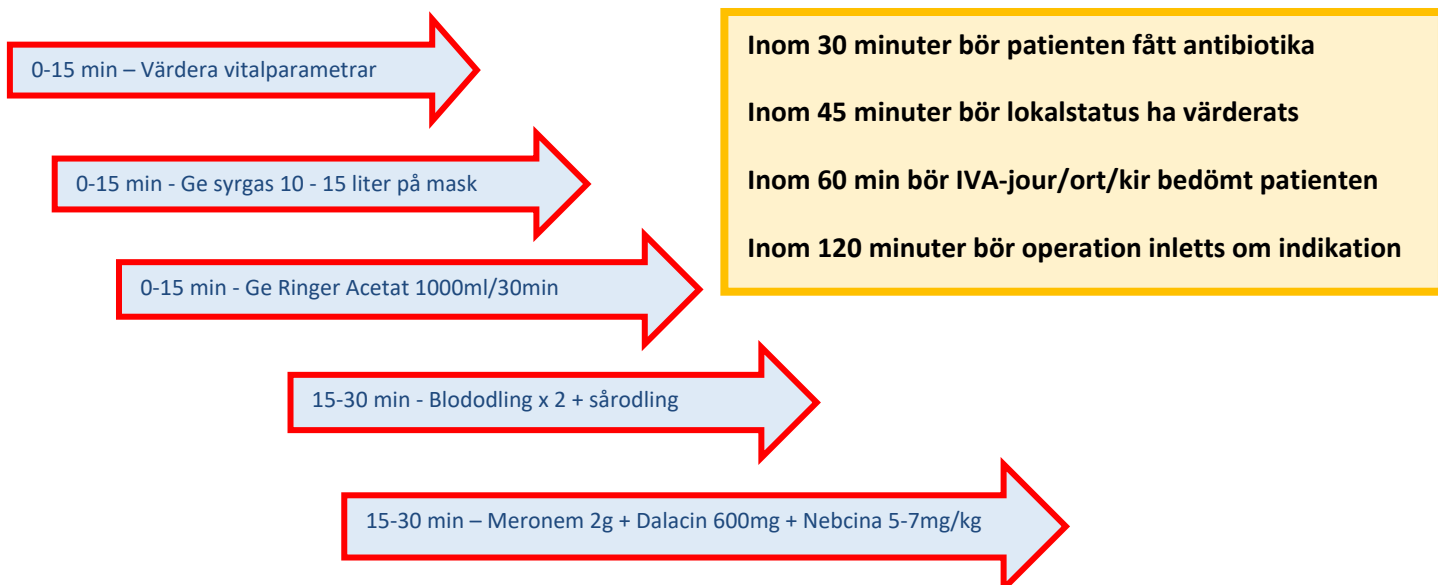 0-15 min – Värdera vitalparametrar
0-15 min - Ge syrgas 10 - 15 liter på mask
0-15 min - Ge Ringer Acetat 1000ml/30min
15-30 min - Blododling x 2 + sårodling
15-30 min – Meronem 2g + Dalacin 600mg + Nebcina 5-7mg/kg
Inom 30 minuter bör patienten fått antibiotika
Inom 45 minuter bör lokalstatus ha värderats
Inom 60 min bör IVA-jour/ort/kir bedömt patienten
Inom 120 minuter bör operation inletts om indikation